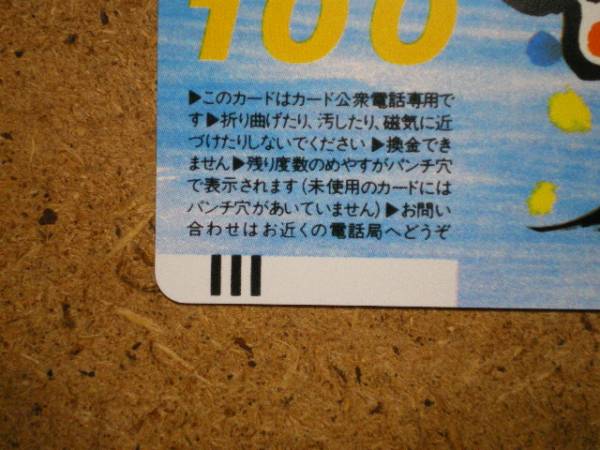 100
▶このカードはカード公衆電話専用で
す▶折り曲げたり、汚したり、磁気に近
づけたりしないでください▶換金でき
ません▶残り度数のめやすがパンチ穴
で表示されます(未使用のカードには
パンチ穴があいていません)▶お問い
合わせはお近くの電話局へどうぞ